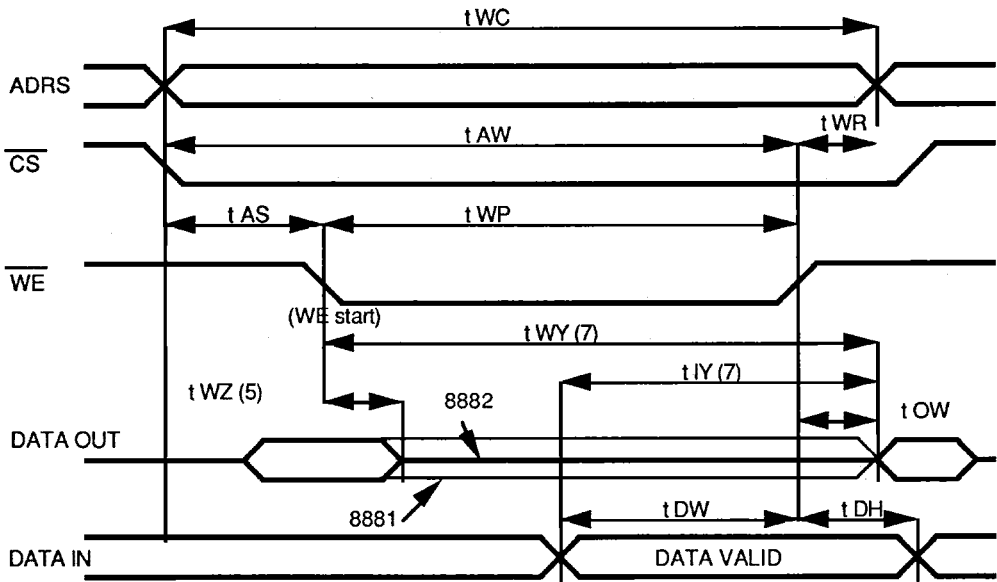 t WC
ADRS
t WR
t AW
CS
t AS
t WP
WE
(WE start)
t WY (7)
t IY (7)
t WZ (5)
8882
t OW
DATA OUT
8881
t DW
t DH
DATA IN
DATA VALID